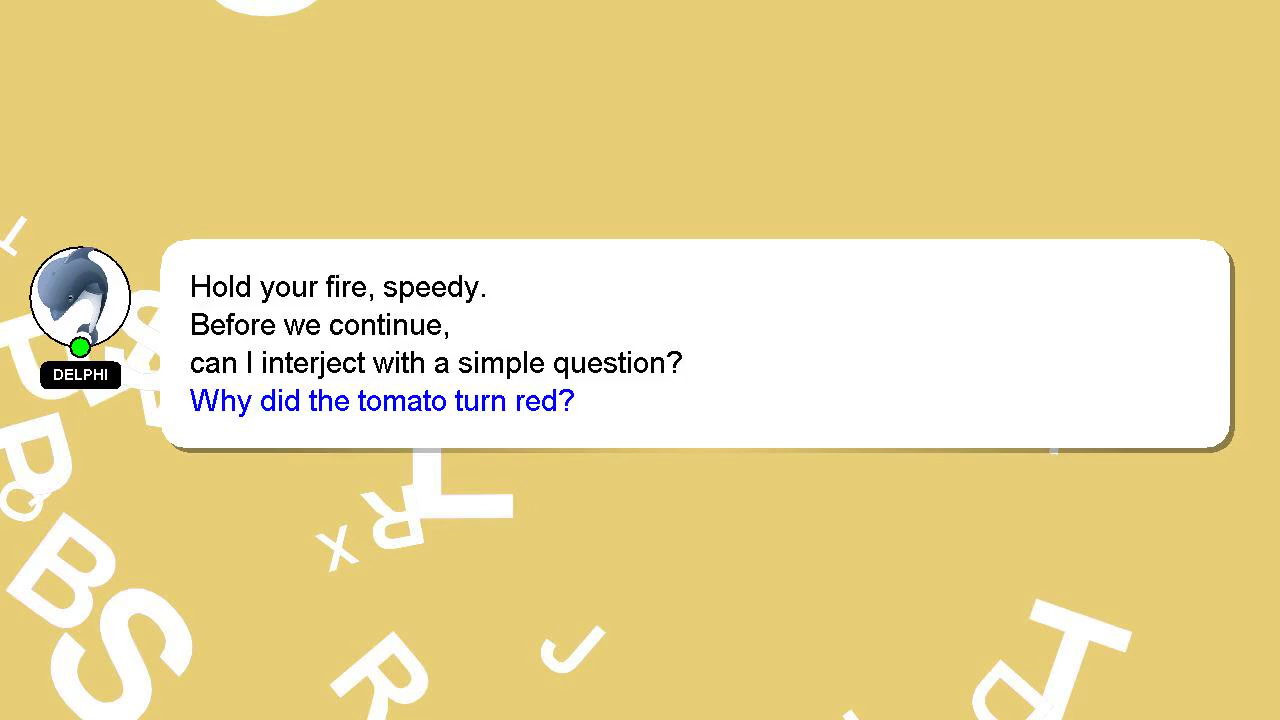 Hold your fire, speedy.
Before we continue,
can I interject with a simple question?
Why did the tomato turn red?
DELPHI